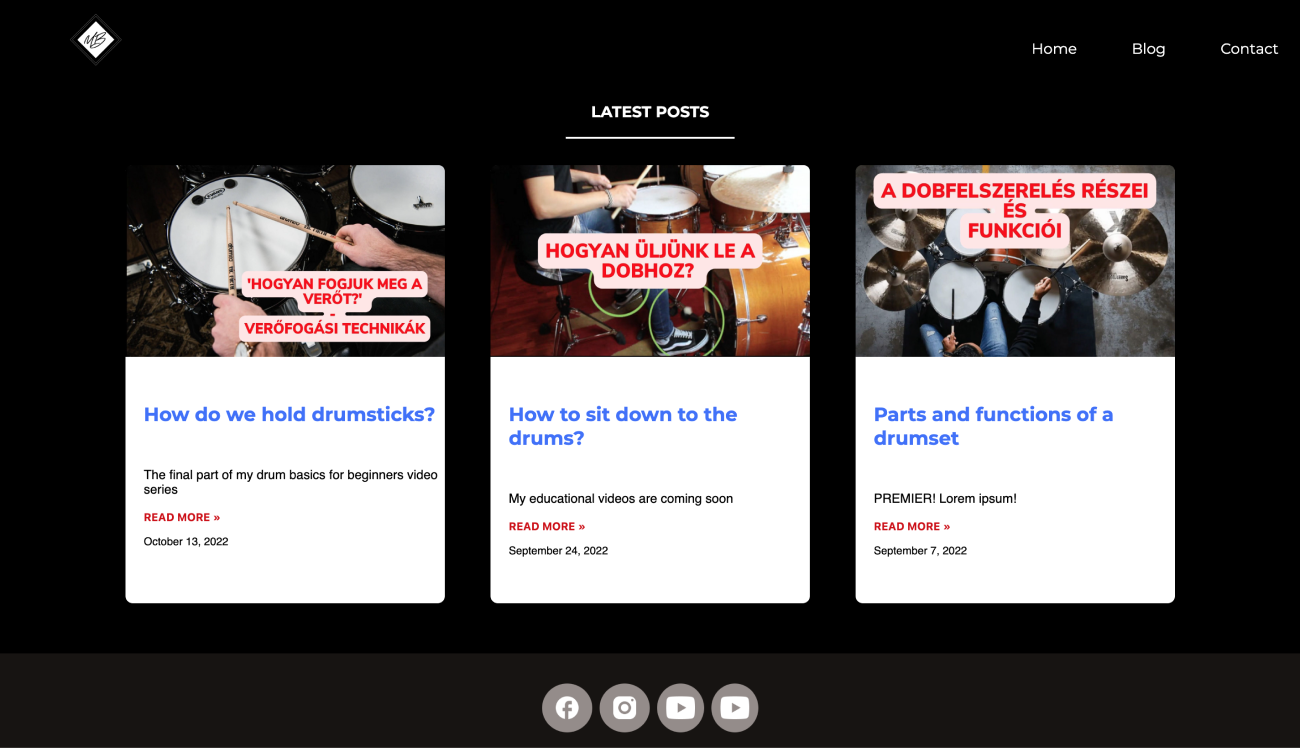 MB
Home
Blog
Contact
LATEST POSTS
'HOGYAN FOGJUK MEG A
VERŐT?'
-
VERŐFOGÁSI TECHNIKÁK
HOGYAN ÜLJÜNK LE A
DOBHOZ?
A DOBFELSZERELÉS RÉSZEI
ÉS
FUNKCIÓI
How do we hold drumsticks?
The final part of my drum basics for beginners video
series
READ MORE »
October 13, 2022
How to sit down to the
drums?
My educational videos are coming soon
READ MORE »
September 24, 2022
Parts and functions of a
drumset
PREMIER! Lorem ipsum!
READ MORE »
September 7, 2022